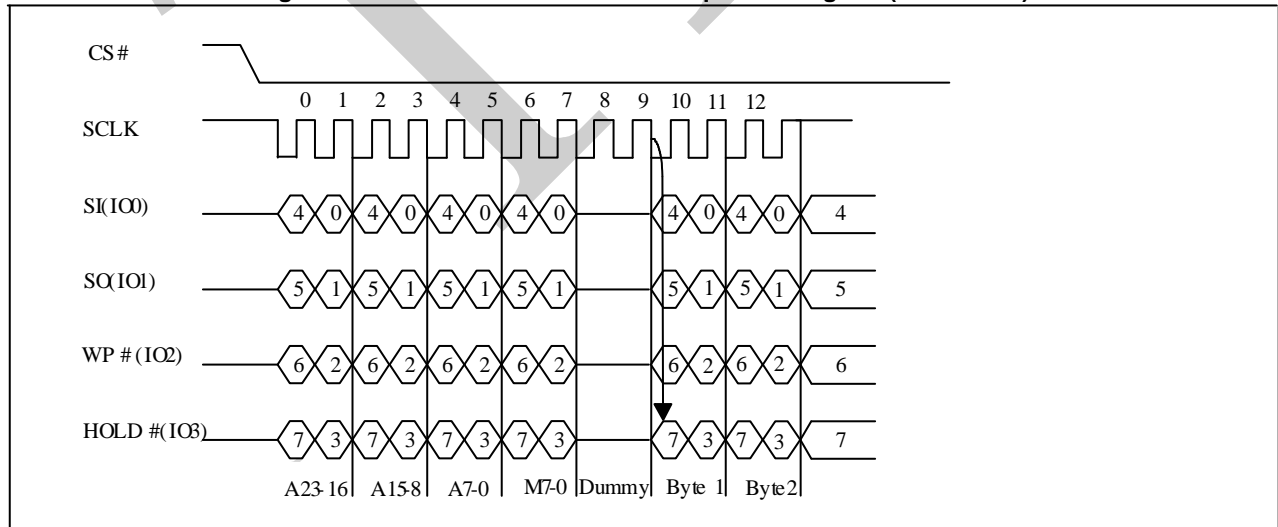 CS#
0 1 2 3 4 5 6 7 8 9 10 11 12
SCLK
SI(IO0) 4 0 4 0 4 0 4 0 4 0 4 0 4
SO(IO1) 5 1 5 1 5 1 5 1 5 1 5 1 5
WP #(IO2) 6 2 6 2 6 2 6 2 6 2 6 2 6
HOLD #(IO3) 7 3 7 3 7 3 7 3 7 3 7 3 7
A23-16 A15-8 A7-0 M7-0 Dummy Byte 1 Byte2